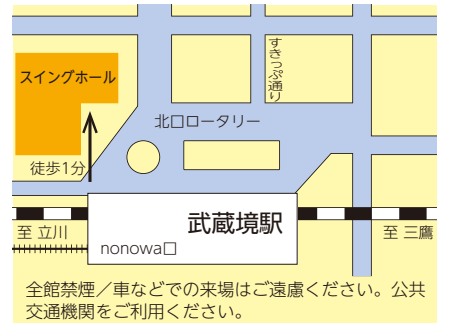 すきっぷ通り
スイングホール
北口ロータリー
徒歩1分
武蔵境駅
至 立川
至 三鷹
nonowa口
全館禁煙／車などでの来場はご遠慮ください。公共
交通機関をご利用ください。